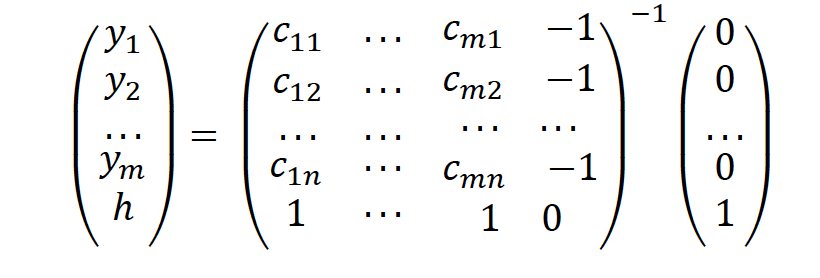 y₁ c₁₁ … cₘ₁ −1 −1 0
y₂ c₁₂ … cₘ₂ −1 0
… = … … … … …
yₘ c₁ₙ … cₘₙ −1 0
h 1 … 1 0 1